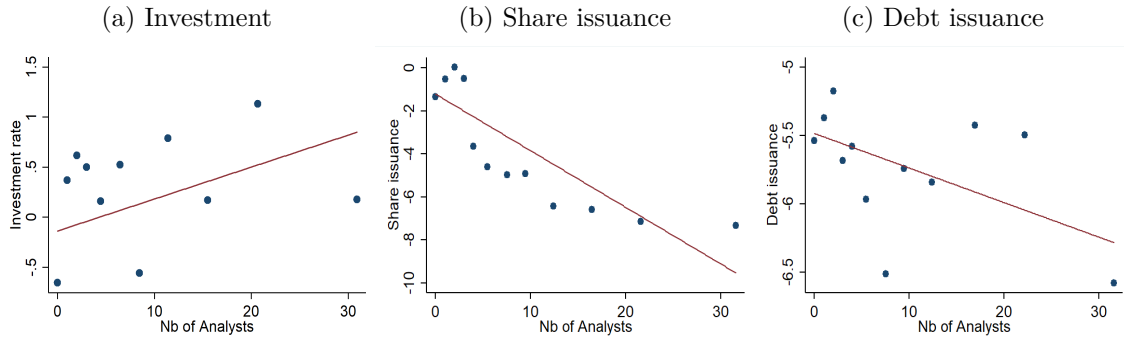 (a) Investment
(b) Share issuance
(c) Debt issuance
Investment rate
1.5
1
.5
0
-.5
0 10 20 30
Nb of Analysts
Share issuance
0
-2
-4
-6
-8
-10
0 10 20 30
Nb of Analysts
Debt issuance
-5
-5.5
-6
-6.5
0 10 20 30
Nb of Analysts